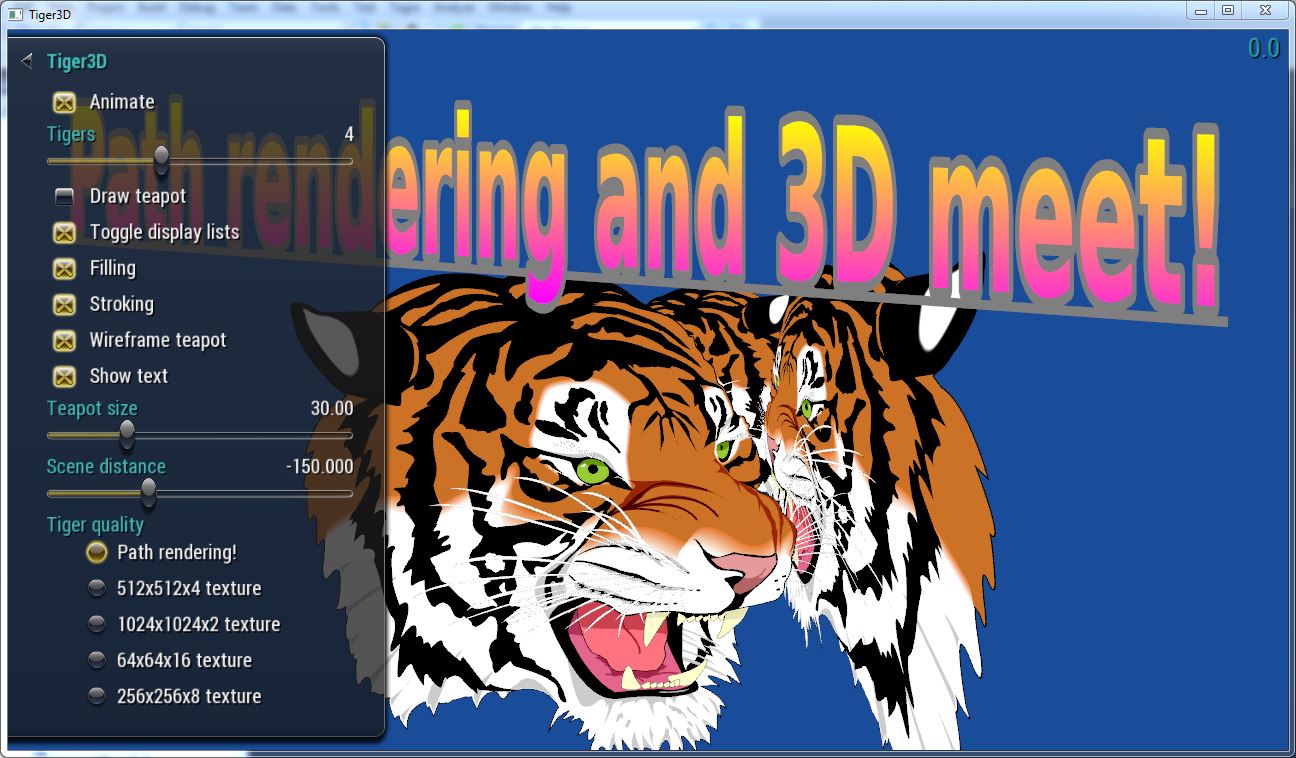 Tiger3D
0.0
Tiger3D
Animate
Tigers 4
Draw teapot
Toggle display lists
Filling
Stroking
Wireframe teapot
Show text
Teapot size 30.00
Scene distance -150.000
Tiger quality
Path rendering!
512x512x4 texture
1024x1024x2 texture
64x64x16 texture
256x256x8 texture
Path rendering and 3D meet!